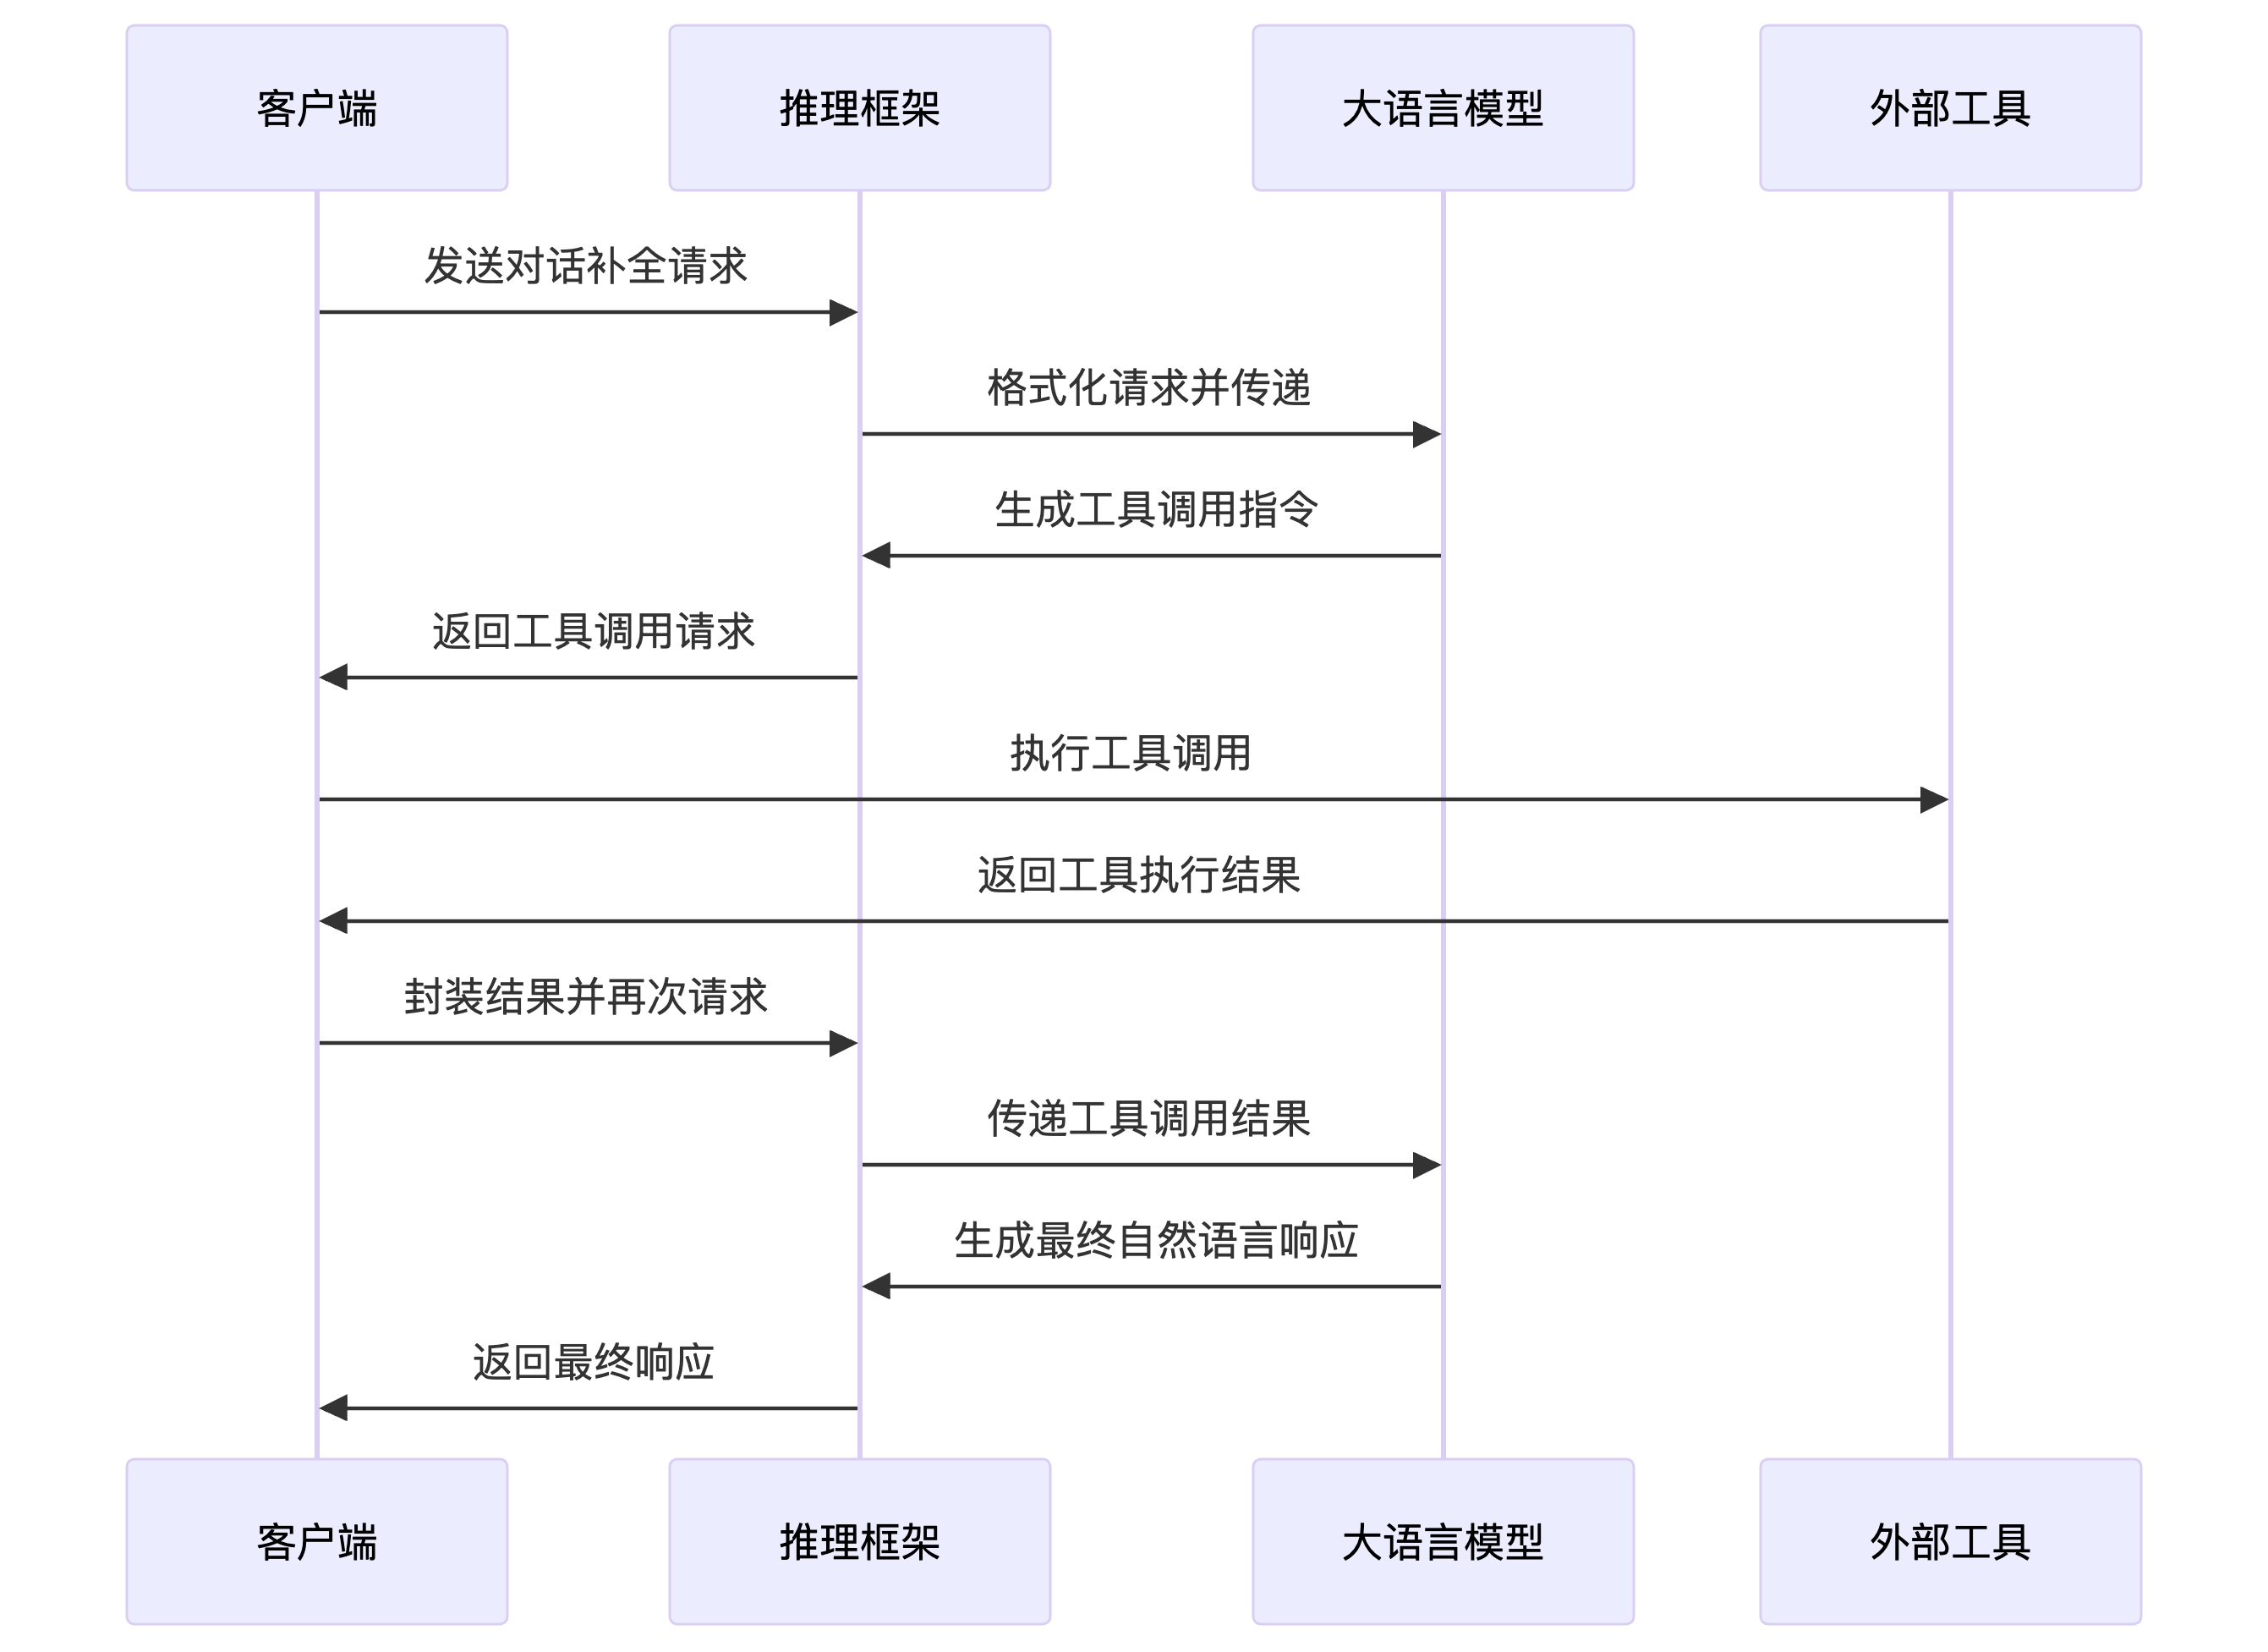 客户端 推理框架 大语言模型 外部工具
发送对话补全请求
格式化请求并传递
生成工具调用指令
返回工具调用请求
执行工具调用
返回工具执行结果
封装结果并再次请求
传递工具调用结果
生成最终自然语言响应
返回最终响应
客户端 推理框架 大语言模型 外部工具